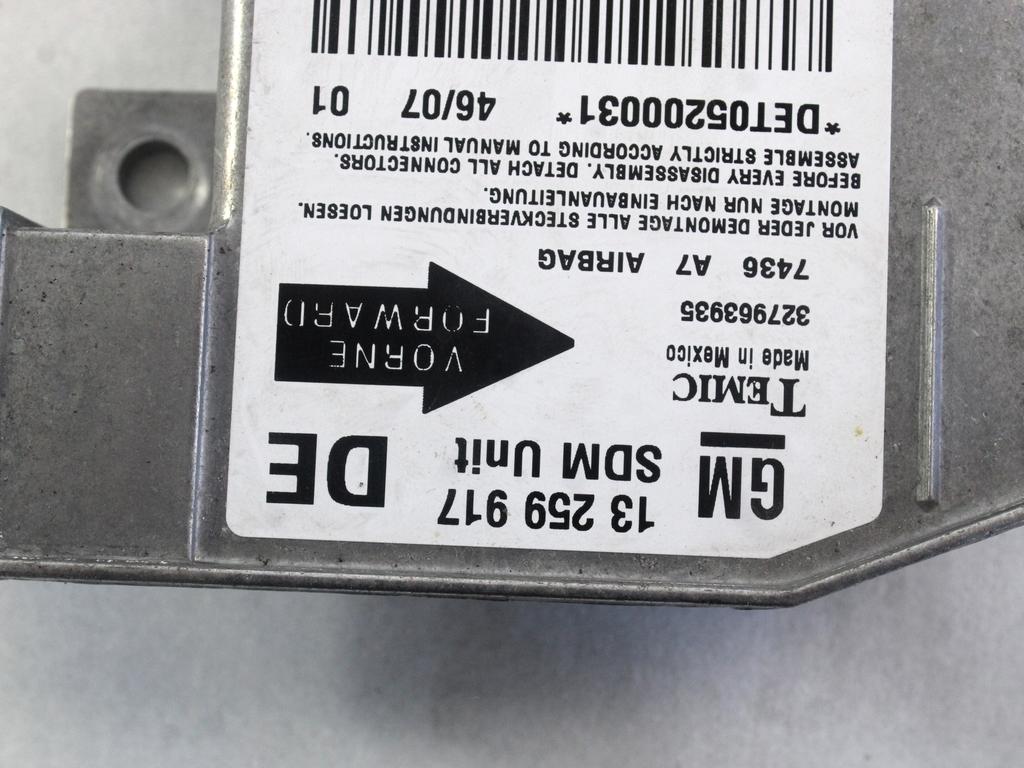 GM 13 259 917 DE
SDM Unit
TEMIC
Made in Mexico
VORNE
FORWARD
327963935
7436 A7 AIRBAG
VOR JEDER DEMONTAGE ALLE STECKVERBINDUNGEN LOESEN.
MONTAGE NUR NACH EINBAUANLEITUNG.
BEFORE EVERY DISASSEMBLY, DETACH ALL CONNECTORS.
ASSEMBLE STRICTLY ACCORDING TO MANUAL INSTRUCTIONS.
*DET05200031* 46/07 01